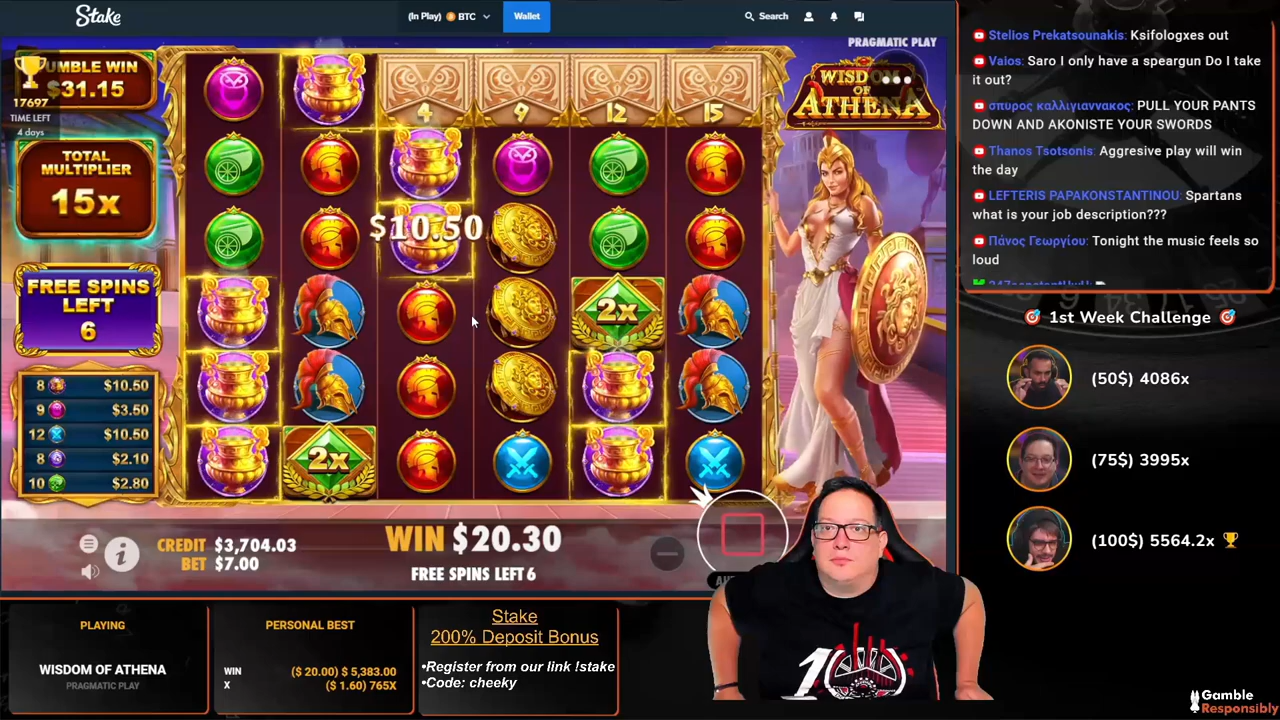 Stake
(In Play) BTC
Wallet
Search
PRAGMATIC PLAY
UMBLE WIN
$31.15
17697
TIME LEFT
4 days
TOTAL
MULTIPLIER
15x
FREE SPINS
LEFT
6
8 $10.50
9 $3.50
12 $10.50
8 $2.10
10 $2.80
4 9 12 15
$10.50
2x
2x
WISD OF
ATHENA
CREDIT $3,704.03
BET $7.00
WIN $20.30
FREE SPINS LEFT 6
Stelios Prekatsounakis: Ksifologxes out
Vaios: Saro I only have a speargun Do I take
it out?
σπυρος καλλιγιαννακος: PULL YOUR PANTS
DOWN AND AKONISTE YOUR SWORDS
Thanos Tsotsonis: Aggresive play will win
the day
LEFTERIS PAPAKONSTANTINOU: Spartans
what is your job description???
Πάνος Γεωργίου: Tonight the music feels so
loud
1st Week Challenge
(50$) 4086x
(75$) 3995x
(100$) 5564.2x
PLAYING
WISDOM OF ATHENA
PRAGMATIC PLAY
PERSONAL BEST
WIN ($ 20.00) $ 5,383.00
X ($ 1.60) 765X
Stake
200% Deposit Bonus
•Register from our link !stake
•Code: cheeky
Gamble
Responsibly